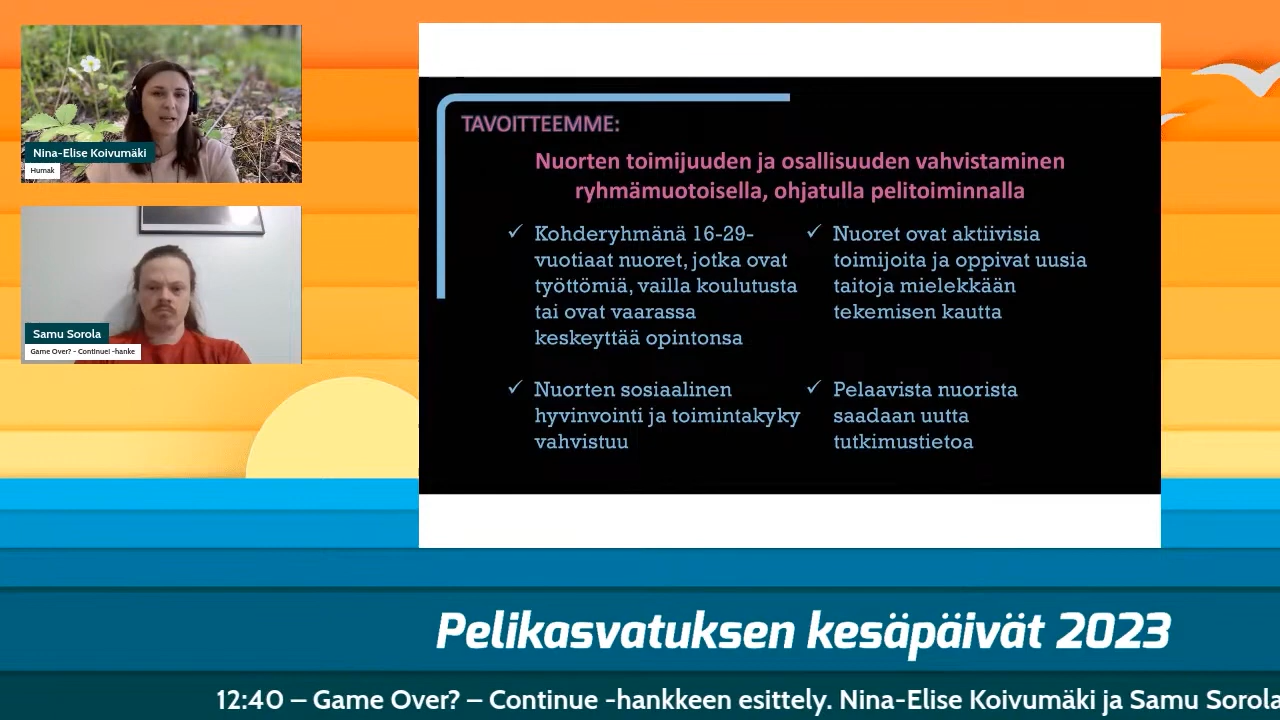 Nina-Elise Koivumäki
Humak
Samu Sorola
Game Over? - Continue! -hanke
TAVOITTEEMME:
Nuorten toimijuuden ja osallisuuden vahvistaminen
ryhmämuotoisella, ohjatulla pelitoiminnalla
✓ Kohderyhmänä 16-29-
vuotiaat nuoret, jotka ovat
työttömiä, vailla koulutusta
tai ovat vaarassa
keskeyttää opintonsa
✓ Nuorten sosiaalinen
hyvinvointi ja toimintakyky
vahvistuu
✓ Nuoret ovat aktiivisia
toimijoita ja oppivat uusia
taitoja mielekkään
tekemisen kautta
✓ Pelaavista nuorista
saadaan uutta
tutkimustietoa
Pelikasvatuksen kesäpäivät 2023
12:40 – Game Over? – Continue -hankkeen esittely. Nina-Elise Koivumäki ja Samu Sorola